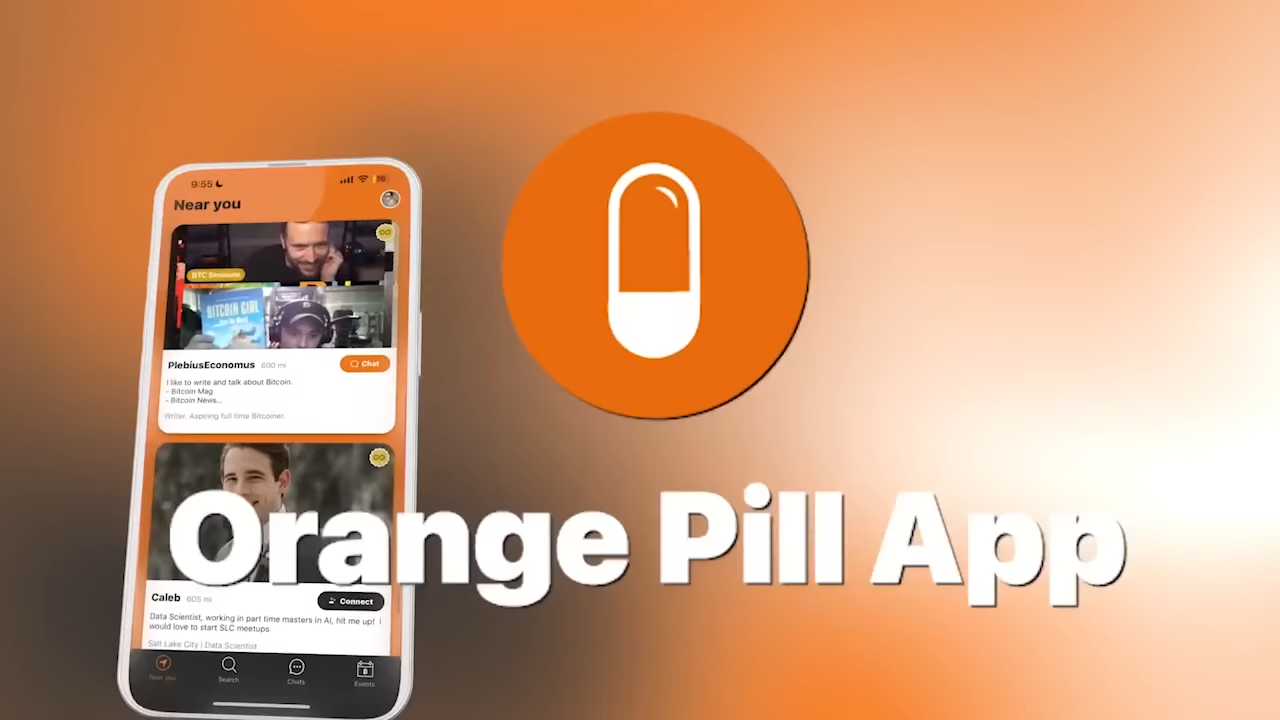 9:55
16
Near you
BTC Sessions
BITCOIN GIRL
PlebiusEconomus 600 mi
Chat
I like to write and talk about Bitcoin.
- Bitcoin Mag
- Bitcoin News...
Writer. Aspiring full time Bitcoiner.
Orange Pill App
Caleb 605 mi
Connect
Data Scientist, working in part time masters in AI, hit me up! I
would love to start SLC meetups
Salt Lake City | Data Scientist
Near you
Search
Chats
Events